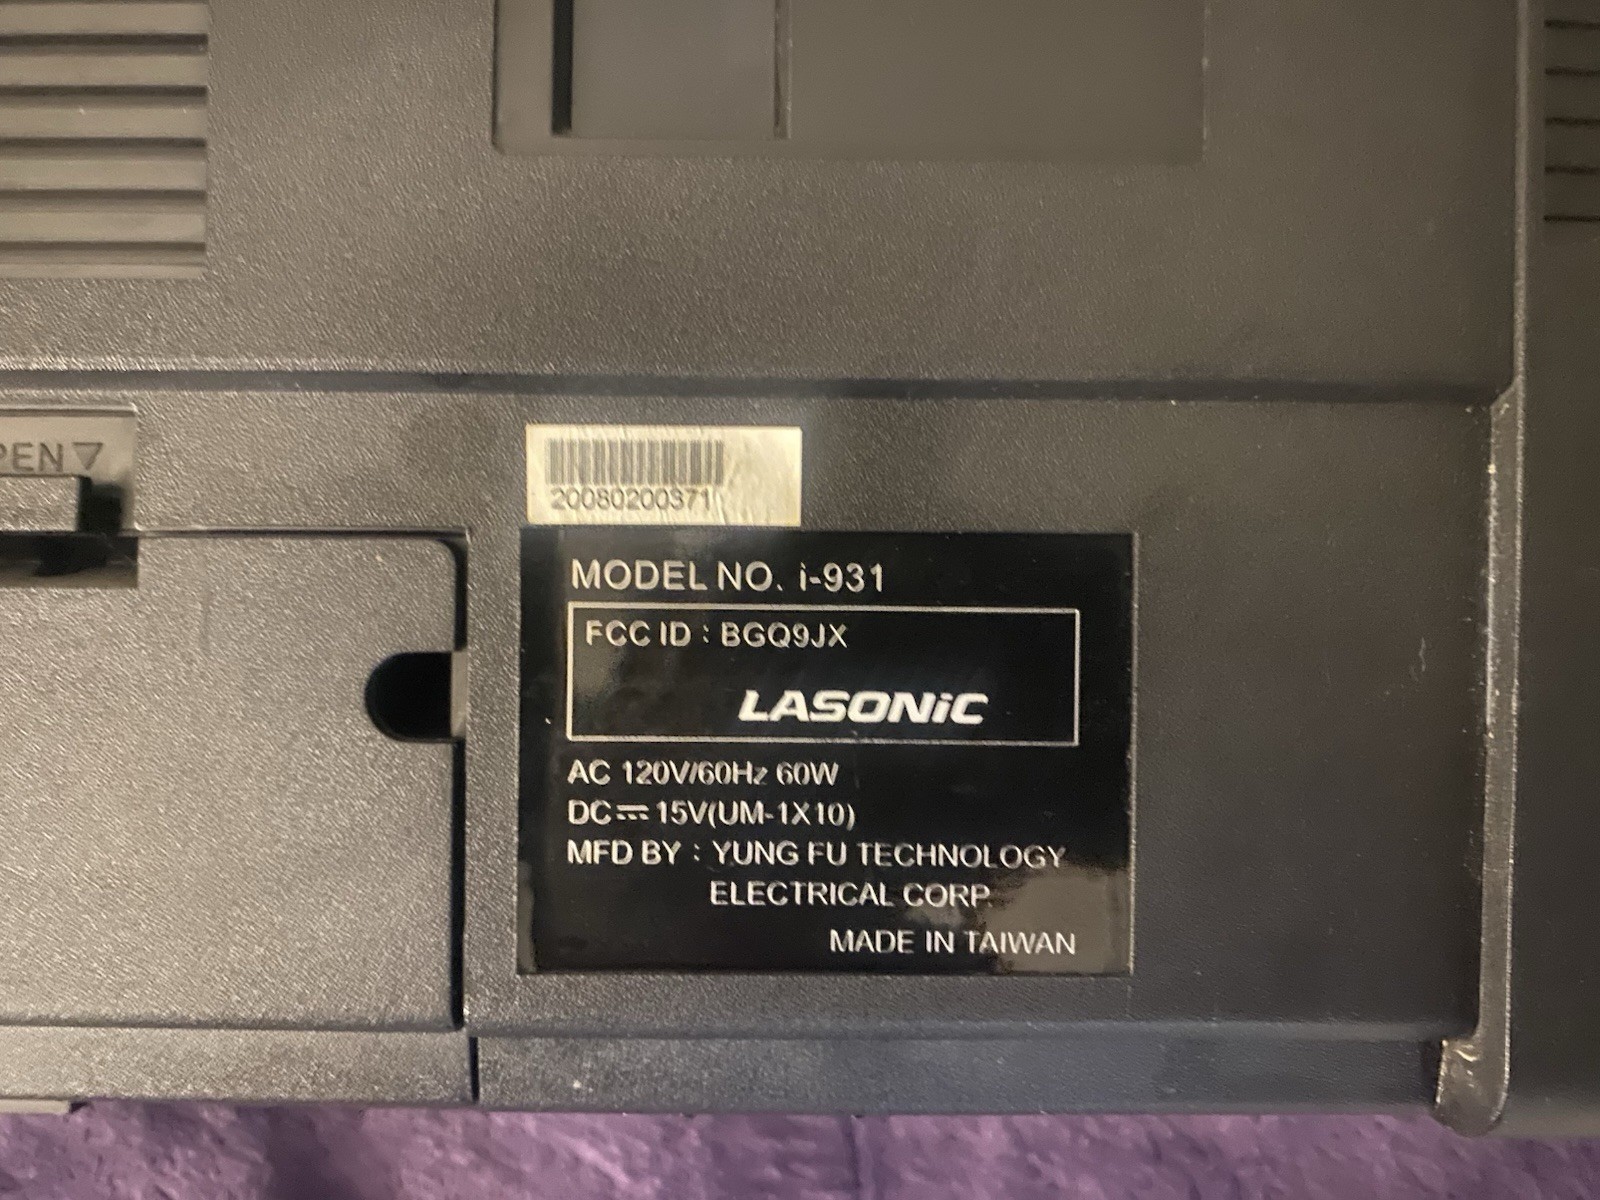 PEN ▽
20080200371
MODEL NO. i-931
FCC ID : BGQ9JX
LASONiC
AC 120V/60Hz 60W
DC ⎓ 15V(UM-1X10)
MFD BY : YUNG FU TECHNOLOGY
ELECTRICAL CORP.
MADE IN TAIWAN